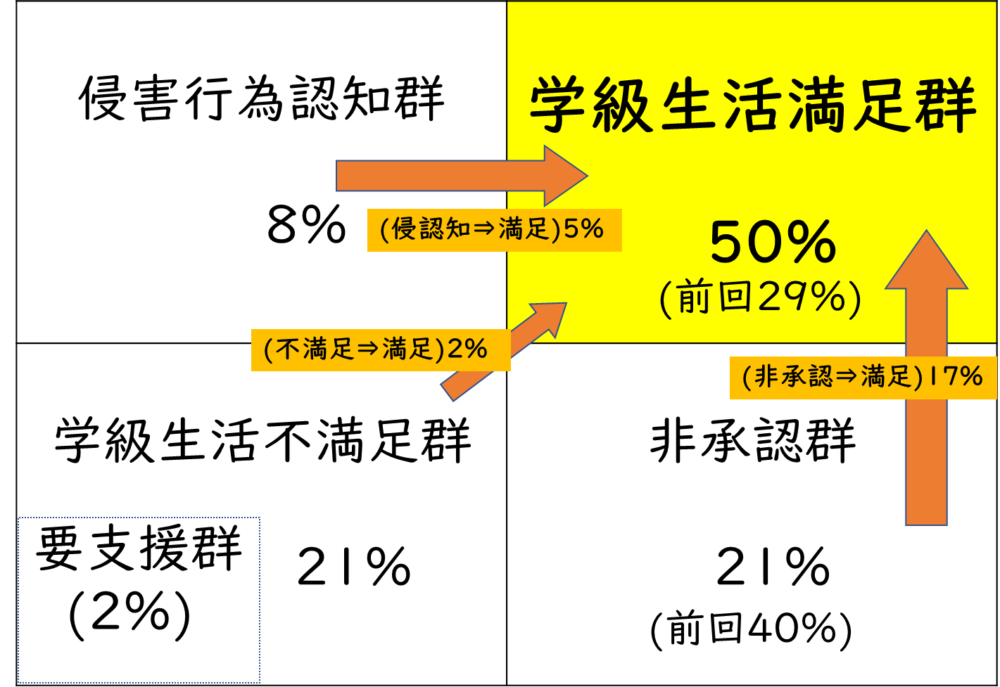 侵害行為認知群
8%
学級生活満足群
(侵認知⇒満足)5%
50%
(前回29%)
(不満足⇒満足)2%
(非承認⇒満足)17%
学級生活不満足群
要支援群
(2%)
21%
非承認群
21%
(前回40%)